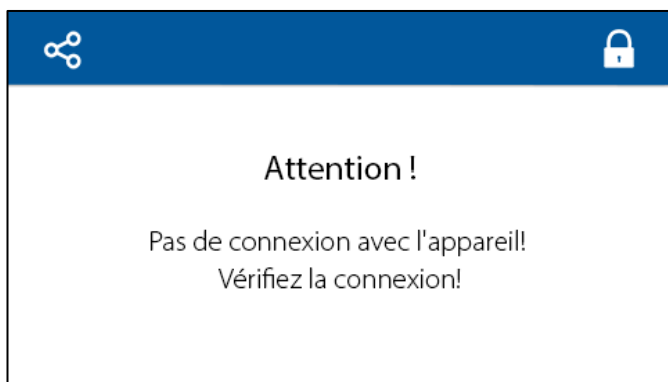 Attention !
Pas de connexion avec l'appareil!
Vérifiez la connexion!